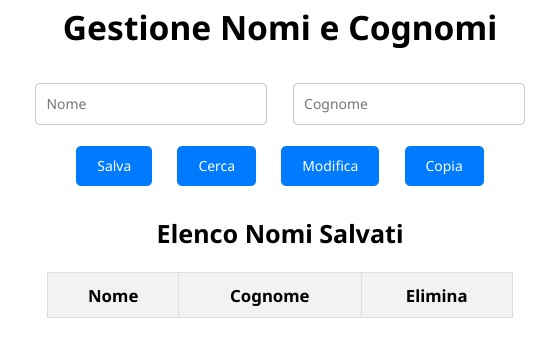 Gestione Nomi e Cognomi
Nome Cognome
Salva Cerca Modifica Copia
Elenco Nomi Salvati
Nome Cognome Elimina